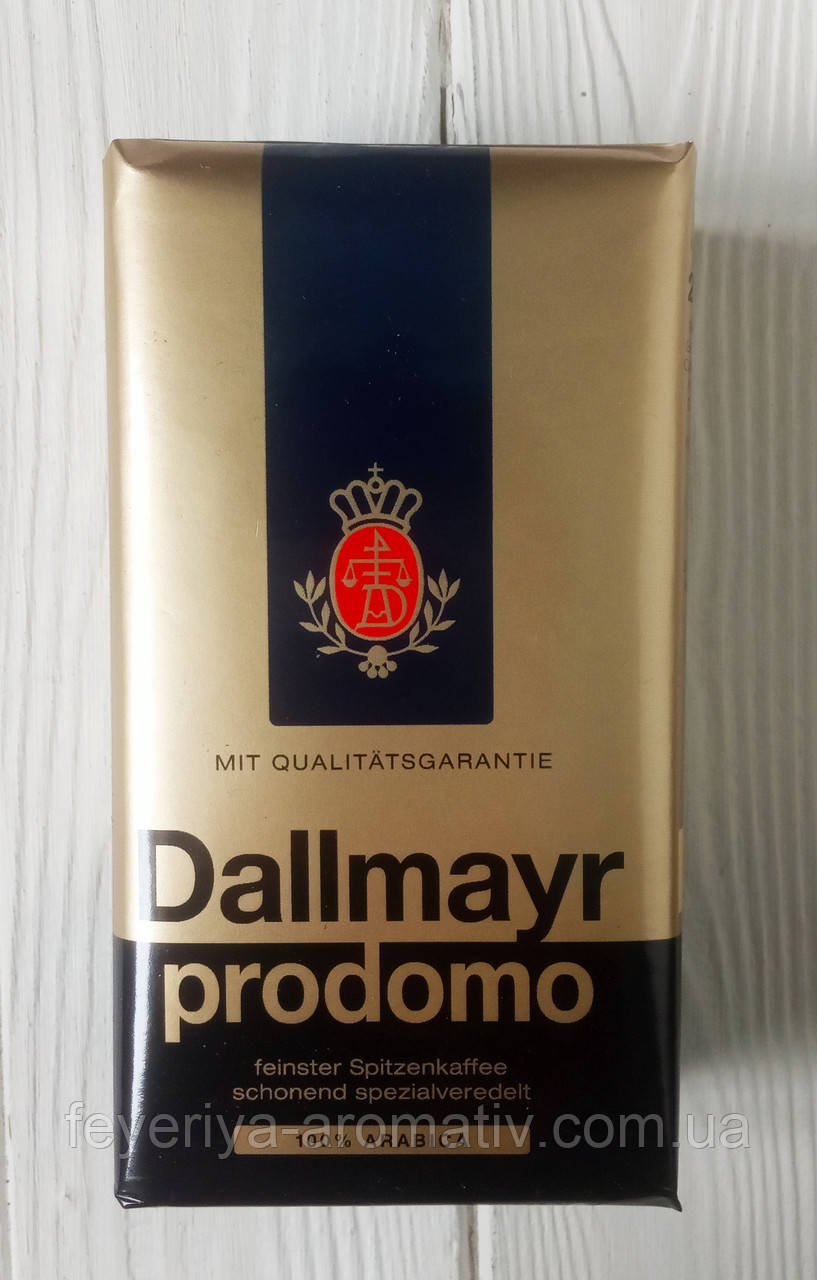 MIT QUALITÄTSGARANTIE
Dallmayr
prodomo
feinster Spitzenkaffee
schonend spezialveredelt
100% ARABICA
feyeriya-aromativ.com.ua